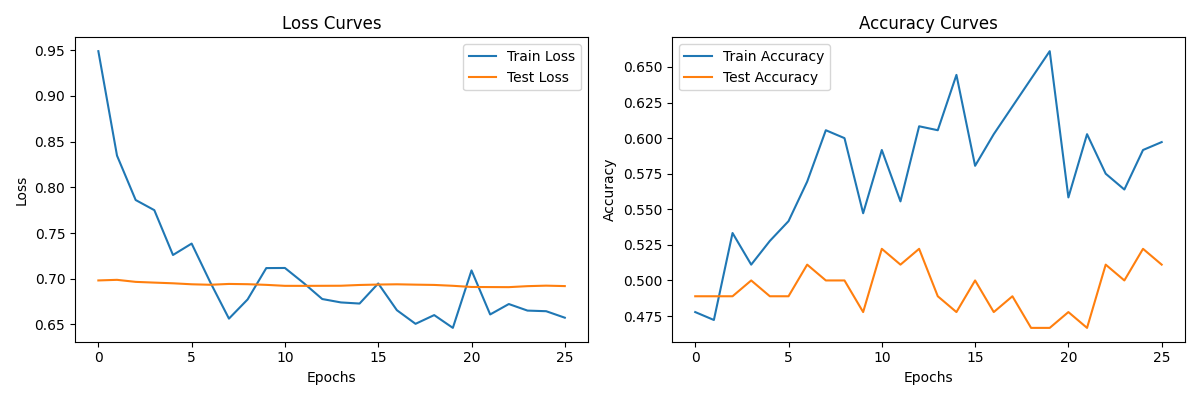 Loss Curves
Train Loss
Test Loss
0.95
0.90
0.85
0.80
0.75
0.70
0.65
Loss
0 5 10 15 20 25
Epochs
Accuracy Curves
Train Accuracy
Test Accuracy
0.650
0.625
0.600
0.575
0.550
0.525
0.500
0.475
Accuracy
0 5 10 15 20 25
Epochs